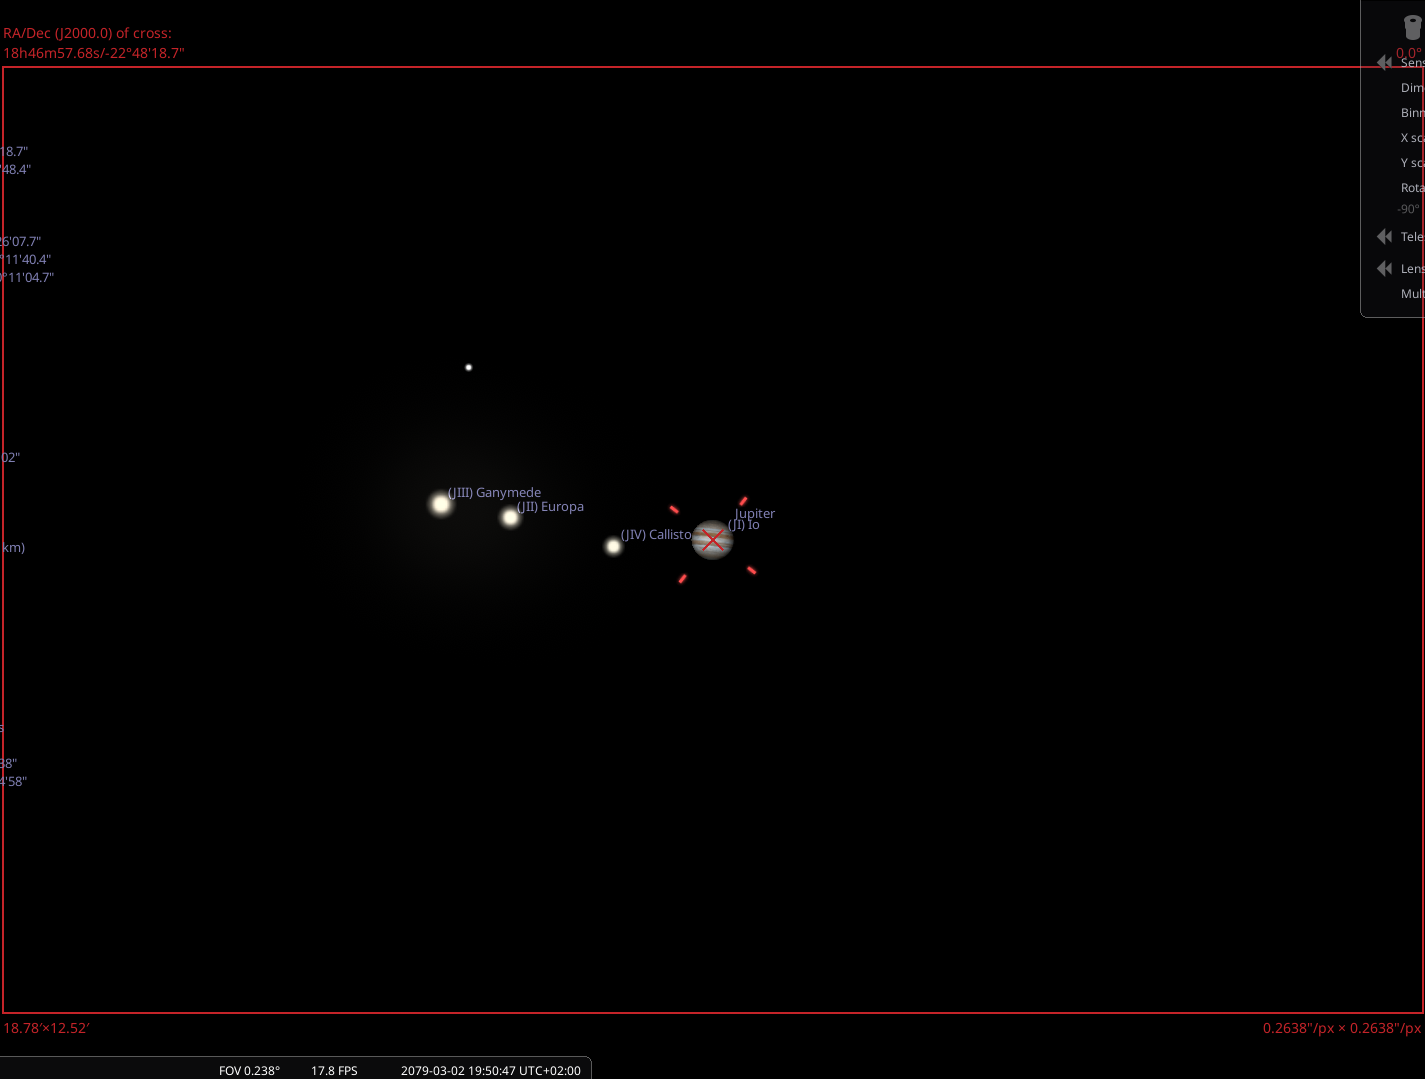 RA/Dec (J2000.0) of cross:
18h46m57.68s/-22°48'18.7"
0.0°
Sens
Dim
Binn
X sca
Y sca
Rota
-90°
Tele
Lens
Mult
18.7"
'48.4"
26'07.7"
°11'40.4"
0°11'04.7"
02"
km)
s
38"
4'58"
(JIII) Ganymede
(JII) Europa
(JIV) Callisto
Jupiter
(JI) Io
18.78′×12.52′
0.2638"/px × 0.2638"/px
FOV 0.238° 17.8 FPS 2079-03-02 19:50:47 UTC+02:00